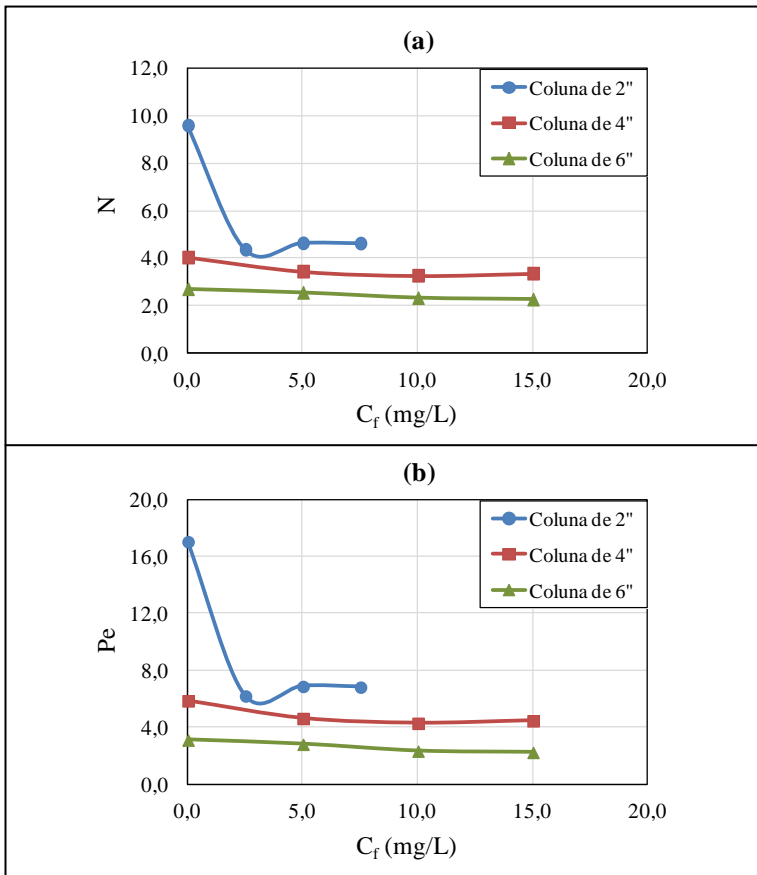 (a)
12,0
10,0
8,0
6,0
4,0
2,0
0,0
N
Coluna de 2"
Coluna de 4"
Coluna de 6"
0,0 5,0 10,0 15,0 20,0
C_f (mg/L)
(b)
20,0
16,0
12,0
8,0
4,0
0,0
Pe
Coluna de 2"
Coluna de 4"
Coluna de 6"
0,0 5,0 10,0 15,0 20,0
C_f (mg/L)